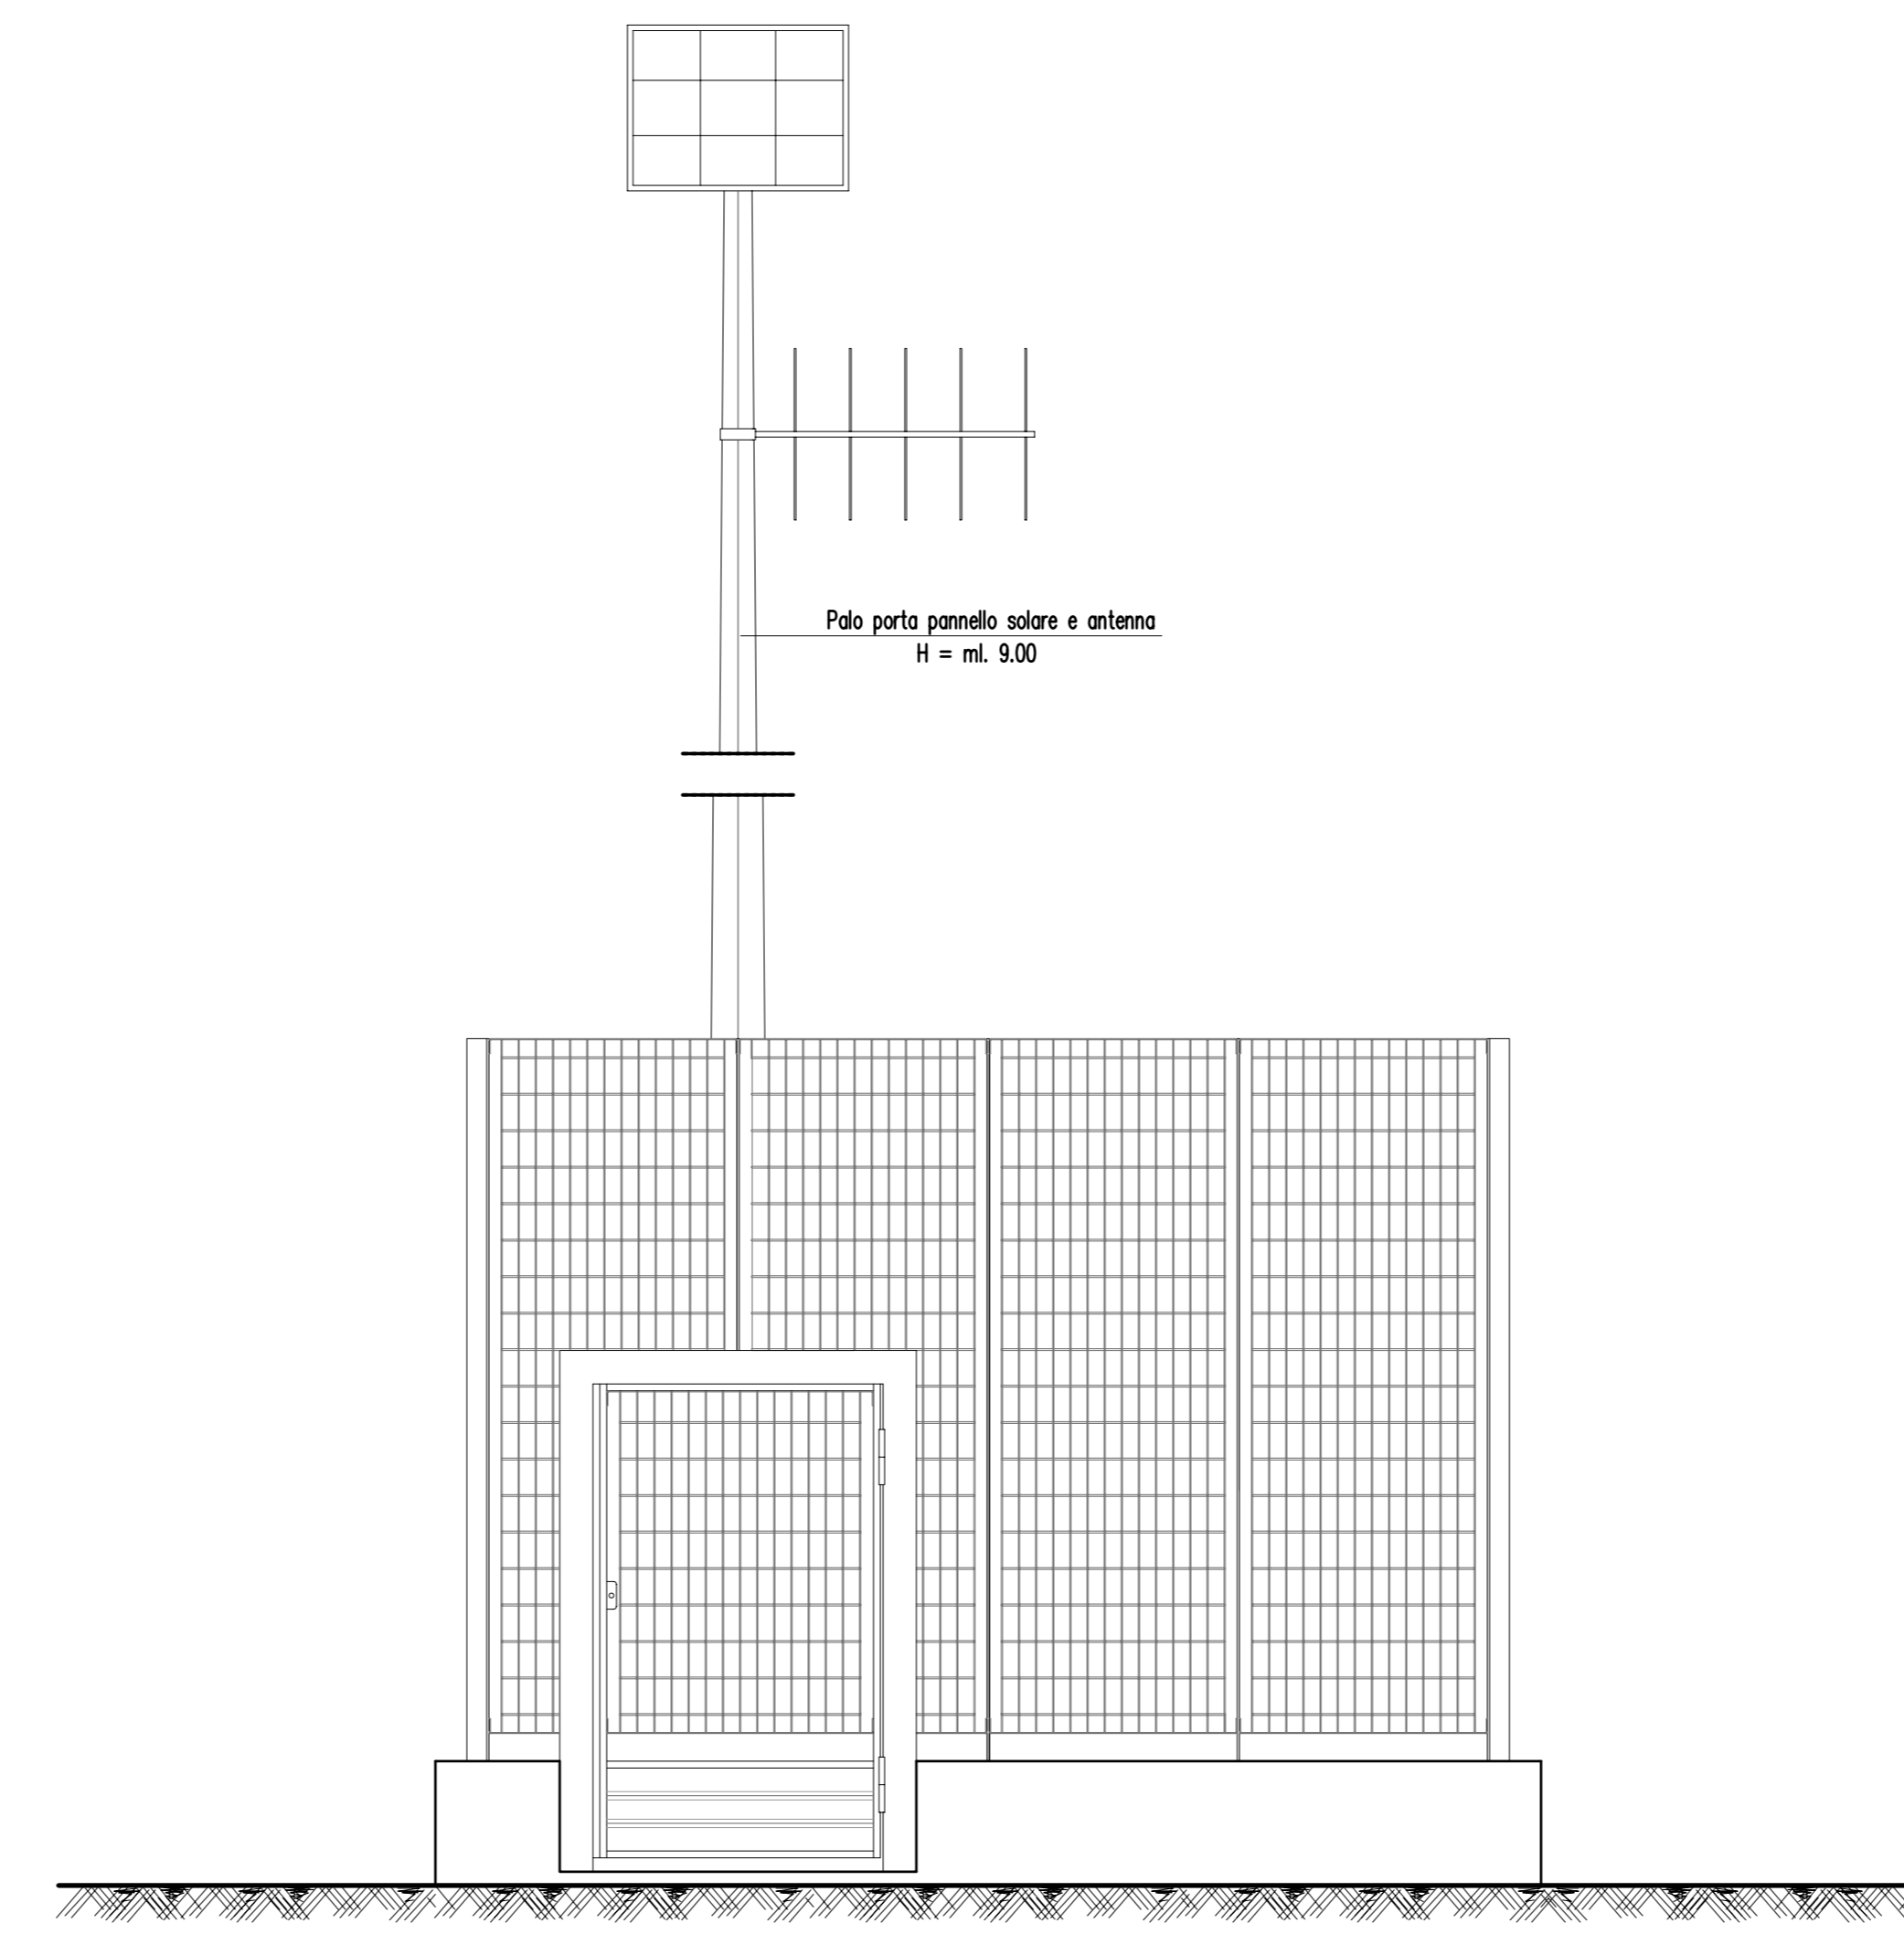 Palo porta pannello solare e antenna
H = ml. 9.00